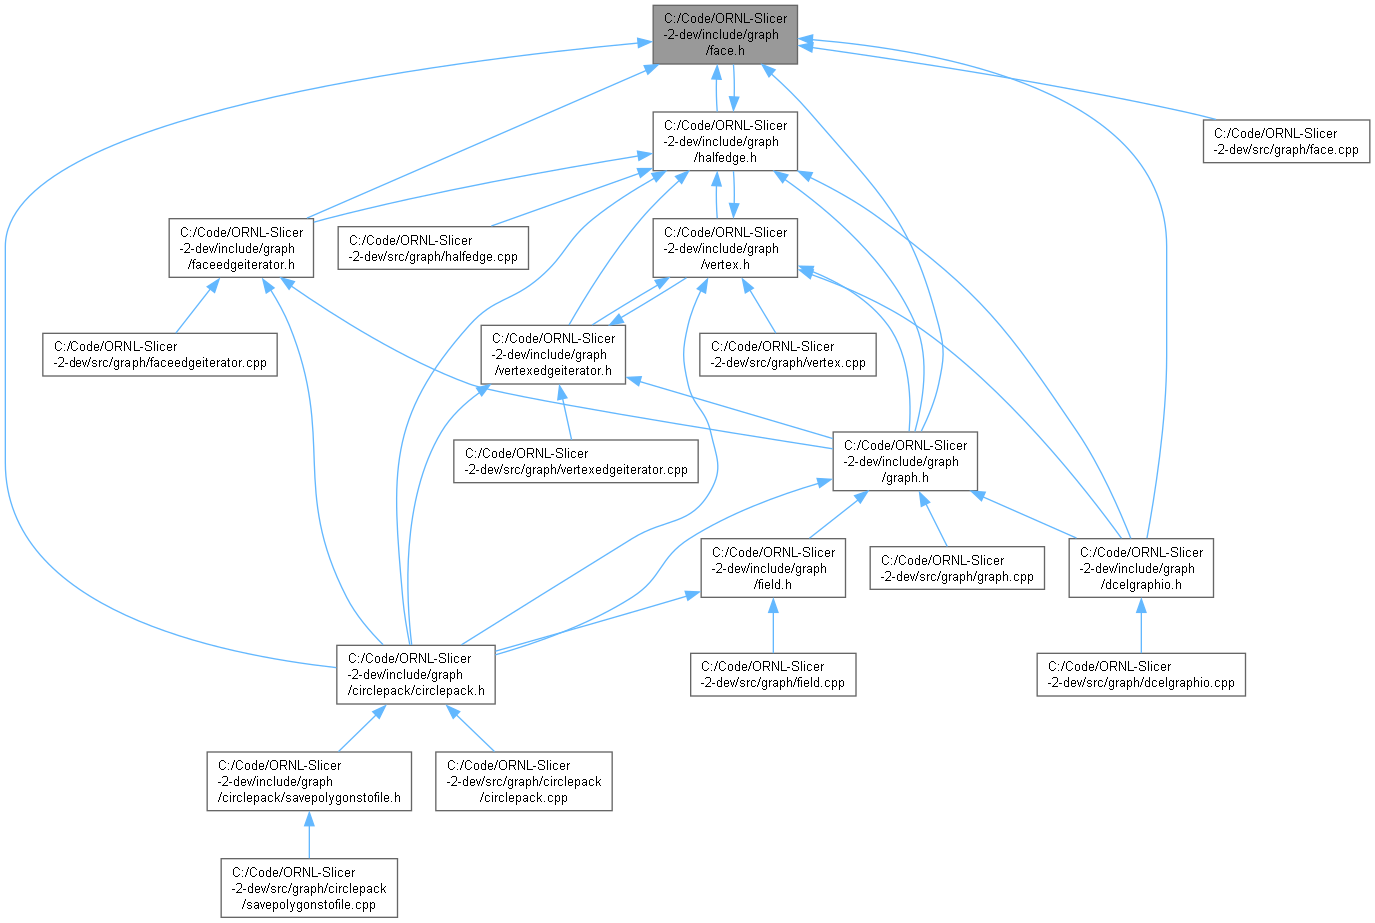 C:/Code/ORNL-Slicer
-2-dev/include/graph
/face.h
C:/Code/ORNL-Slicer
-2-dev/include/graph
/halfedge.h
C:/Code/ORNL-Slicer
-2-dev/src/graph/face.cpp
C:/Code/ORNL-Slicer
-2-dev/include/graph
/faceedgeiterator.h
C:/Code/ORNL-Slicer
-2-dev/src/graph/halfedge.cpp
C:/Code/ORNL-Slicer
-2-dev/include/graph
/vertex.h
C:/Code/ORNL-Slicer
-2-dev/src/graph/faceedgeiterator.cpp
C:/Code/ORNL-Slicer
-2-dev/include/graph
/vertexedgeiterator.h
C:/Code/ORNL-Slicer
-2-dev/src/graph/vertex.cpp
C:/Code/ORNL-Slicer
-2-dev/src/graph/vertexedgeiterator.cpp
C:/Code/ORNL-Slicer
-2-dev/include/graph
/graph.h
C:/Code/ORNL-Slicer
-2-dev/include/graph
/field.h
C:/Code/ORNL-Slicer
-2-dev/src/graph/graph.cpp
C:/Code/ORNL-Slicer
-2-dev/include/graph
/dcelgraphio.h
C:/Code/ORNL-Slicer
-2-dev/include/graph
/circlepack/circlepack.h
C:/Code/ORNL-Slicer
-2-dev/src/graph/field.cpp
C:/Code/ORNL-Slicer
-2-dev/src/graph/dcelgraphio.cpp
C:/Code/ORNL-Slicer
-2-dev/include/graph
/circlepack/savepolygonstofile.h
C:/Code/ORNL-Slicer
-2-dev/src/graph/circlepack
/circlepack.cpp
C:/Code/ORNL-Slicer
-2-dev/src/graph/circlepack
/savepolygonstofile.cpp